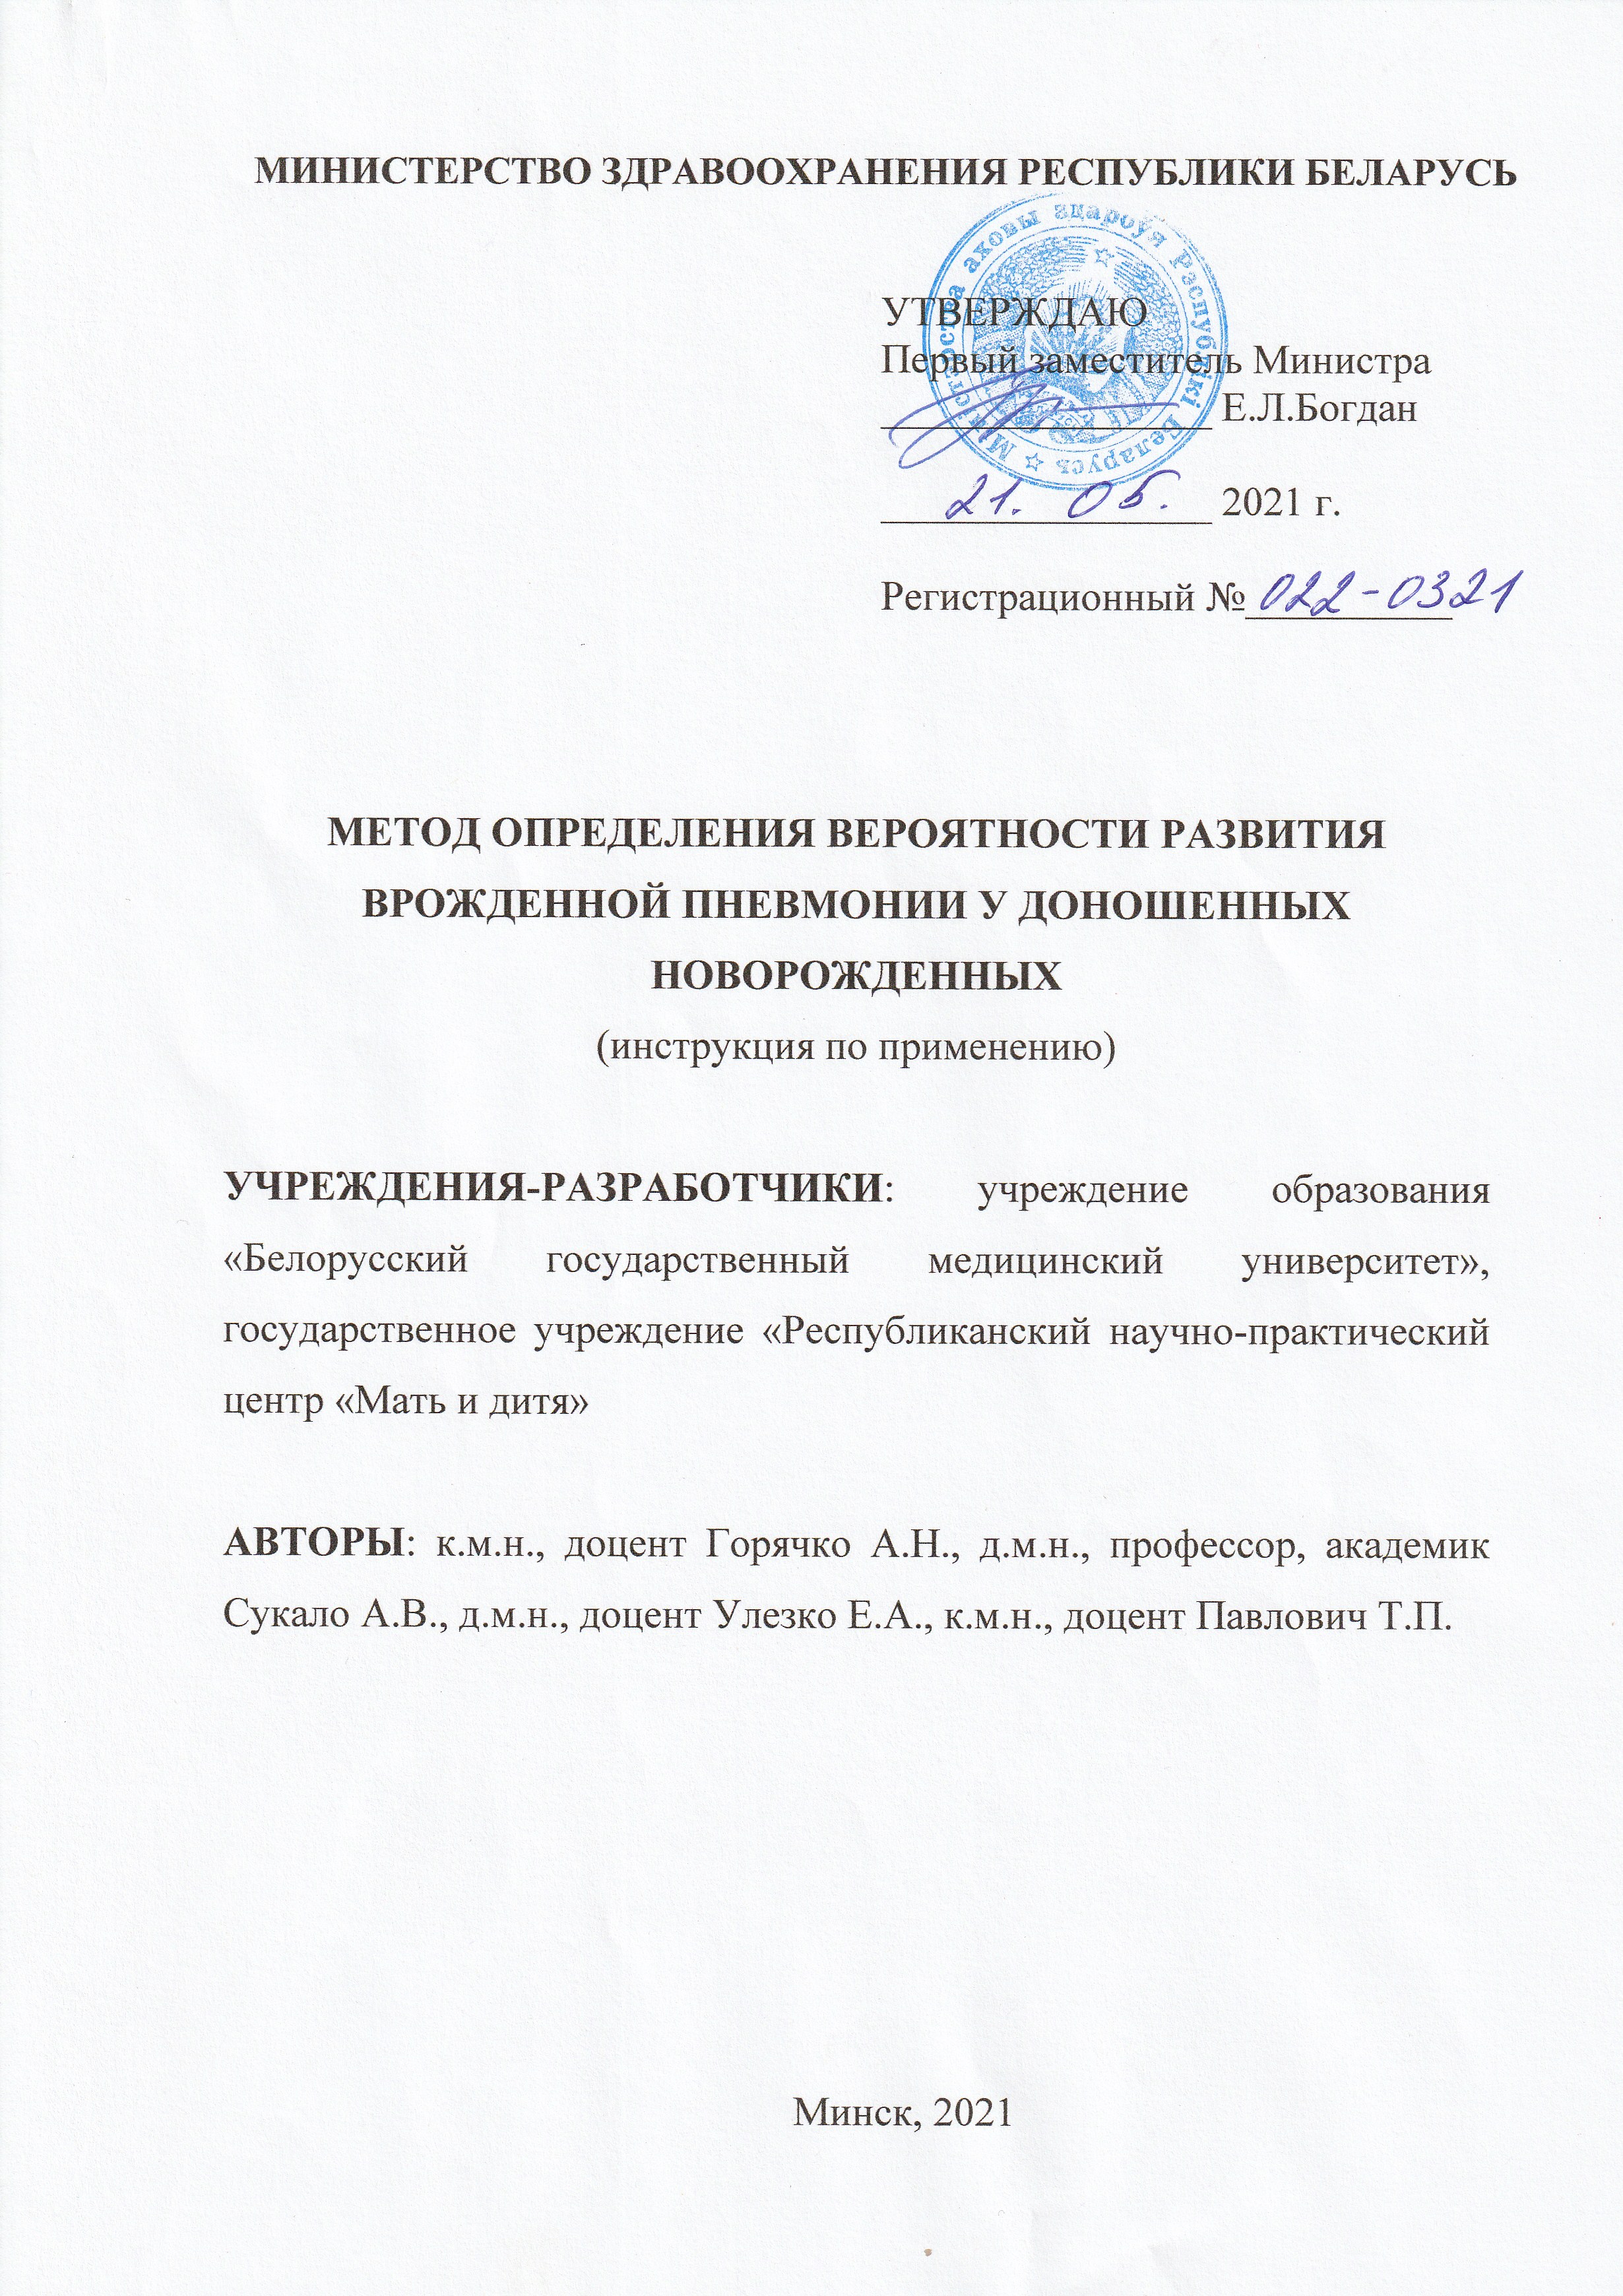 МИНИСТЕРСТВО ЗДРАВООХРАНЕНИЯ РЕСПУБЛИКИ БЕЛАРУСЬ
Міністэрства аховы здароўя Рэспублікі Беларусь
УТВЕРЖДАЮ
Первый заместитель Министра
Е.Л.Богдан
21. 05. 2021 г.
Регистрационный № 022-0321
МЕТОД ОПРЕДЕЛЕНИЯ ВЕРОЯТНОСТИ РАЗВИТИЯ
ВРОЖДЕННОЙ ПНЕВМОНИИ У ДОНОШЕННЫХ
НОВОРОЖДЕННЫХ
(инструкция по применению)
УЧРЕЖДЕНИЯ-РАЗРАБОТЧИКИ: учреждение образования
«Белорусский государственный медицинский университет»,
государственное учреждение «Республиканский научно-практический
центр «Мать и дитя»
АВТОРЫ: к.м.н., доцент Горячко А.Н., д.м.н., профессор, академик
Сукало А.В., д.м.н., доцент Улезко Е.А., к.м.н., доцент Павлович Т.П.
Минск, 2021